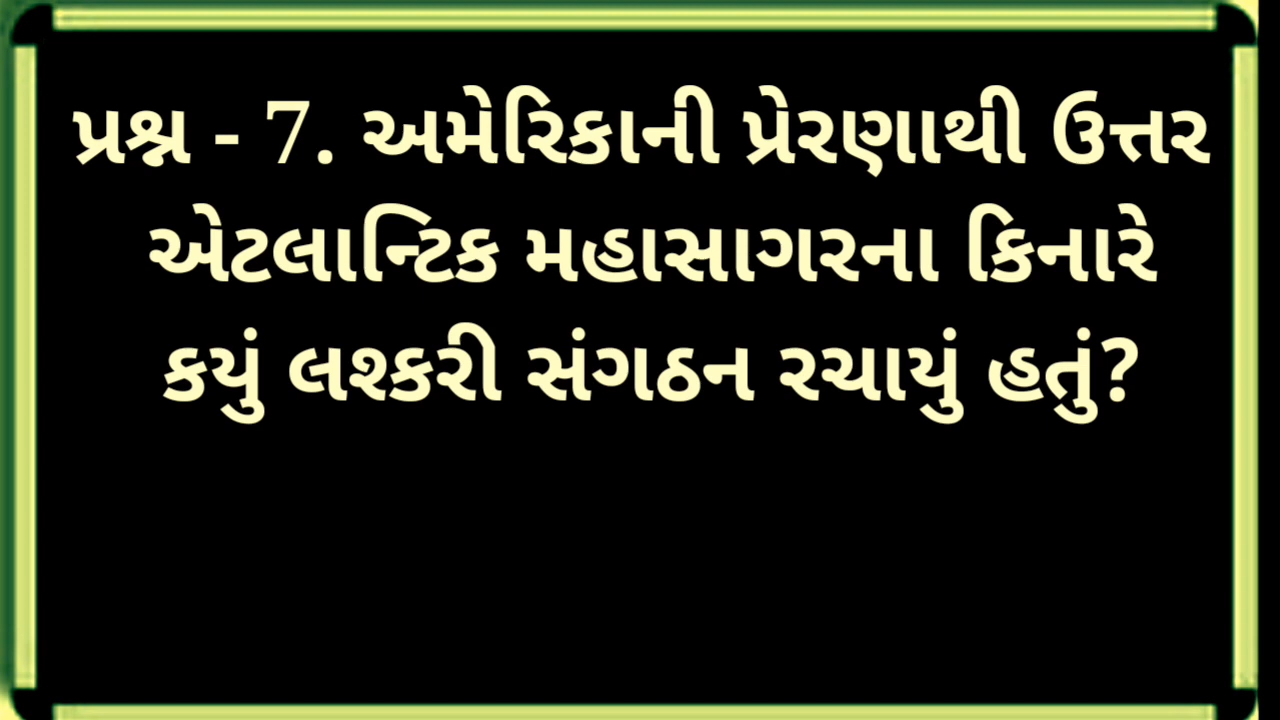 પ્રશ્ન - 7. અમેરિકાની પ્રેરણાથી ઉત્તર
એટલાન્ટિક મહાસાગરના કિનારે
કયું લશ્કરી સંગઠન રચાયું હતું?